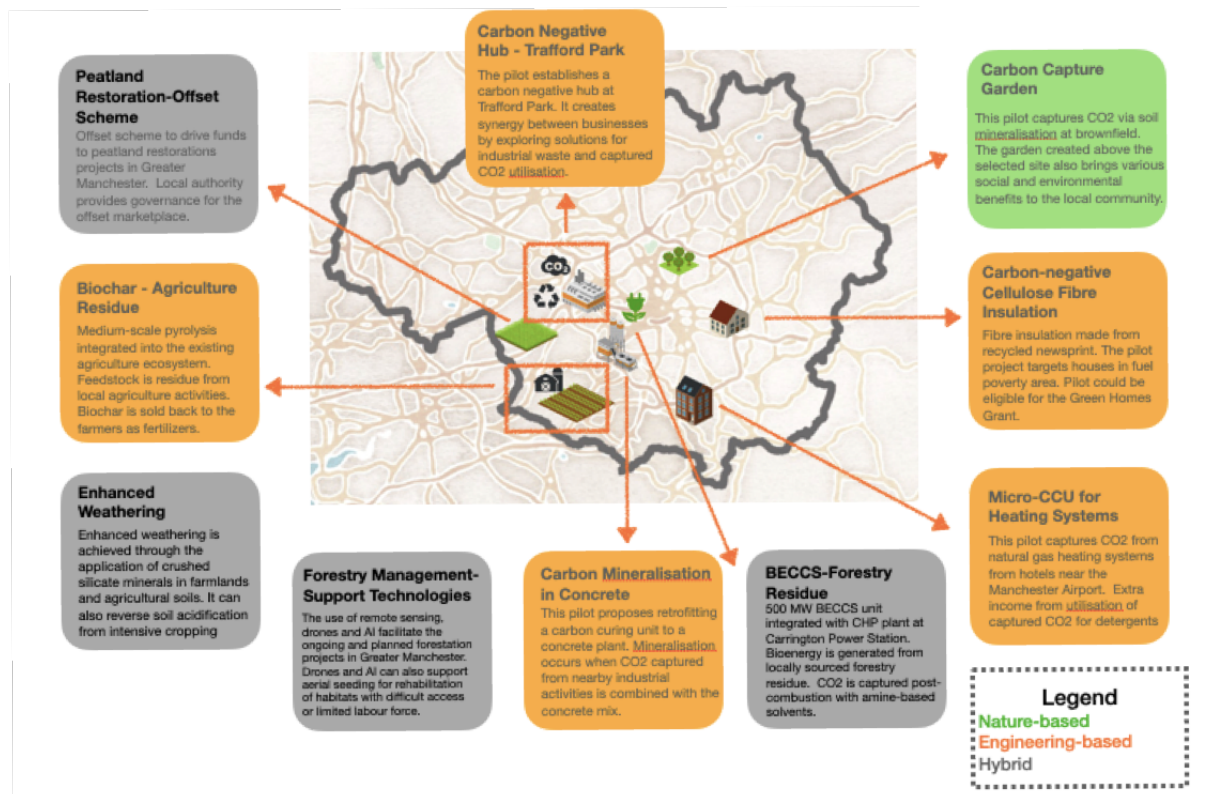 Carbon Negative
Hub - Trafford Park
The pilot establishes a
carbon negative hub at
Trafford Park. It creates
synergy between businesses
by exploring solutions for
industrial waste and captured
CO2 utilisation.
Peatland
Restoration-Offset
Scheme
Offset scheme to drive funds
to peatland restorations
projects in Greater
Manchester. Local authority
provides governance for the
offset marketplace.
Carbon Capture
Garden
This pilot captures CO2 via soil
mineralisation at brownfield.
The garden created above the
selected site also brings various
social and environmental
benefits to the local community.
CO2
Biochar - Agriculture
Residue
Medium-scale pyrolysis
integrated into the existing
agriculture ecosystem.
Feedstock is residue from
local agriculture activities.
Biochar is sold back to the
farmers as fertilizers.
Carbon-negative
Cellulose Fibre
Insulation
Fibre insulation made from
recycled newsprint. The pilot
project targets houses in fuel
poverty area. Pilot could be
eligible for the Green Homes
Grant.
Enhanced
Weathering
Enhanced weathering is
achieved through the
application of crushed
silicate minerals in farmlands
and agricultural soils. It can
also reverse soil acidification
from intensive cropping
Forestry Management-
Support Technologies
The use of remote sensing,
drones and AI facilitate the
ongoing and planned forestation
projects in Greater Manchester.
Drones and AI can also support
aerial seeding for rehabilitation
of habitats with difficult access
or limited labour force.
Carbon Mineralisation
in Concrete
This pilot proposes retrofitting
a carbon curing unit to a
concrete plant. Mineralisation
occurs when CO2 captured
from nearby industrial
activities is combined with the
concrete mix.
BECCS-Forestry
Residue
500 MW BECCS unit
integrated with CHP plant at
Carrington Power Station.
Bioenergy is generated from
locally sourced forestry
residue. CO2 is captured post-
combustion with amine-based
solvents.
Micro-CCU for
Heating Systems
This pilot captures CO2 from
natural gas heating systems
from hotels near the
Manchester Airport. Extra
income from utilisation of
captured CO2 for detergents
Legend
Nature-based
Engineering-based
Hybrid